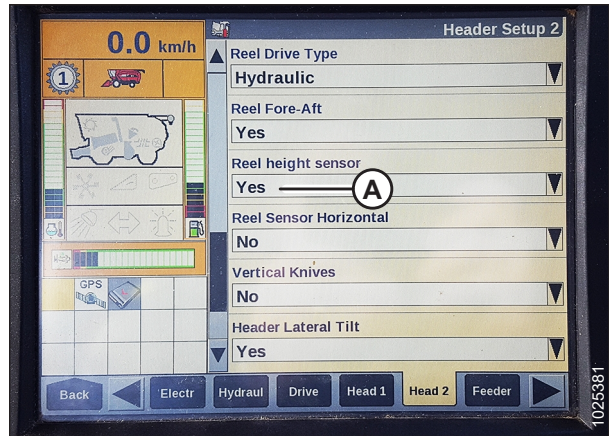 Header Setup 2
0.0 km/h
1
Reel Drive Type
Hydraulic
Reel Fore-Aft
Yes
Reel height sensor
Yes
A
Reel Sensor Horizontal
No
Vertical Knives
No
Header Lateral Tilt
Yes
GPS
Back
Electr
Hydraul
Drive
Head 1
Head 2
Feeder
1025381